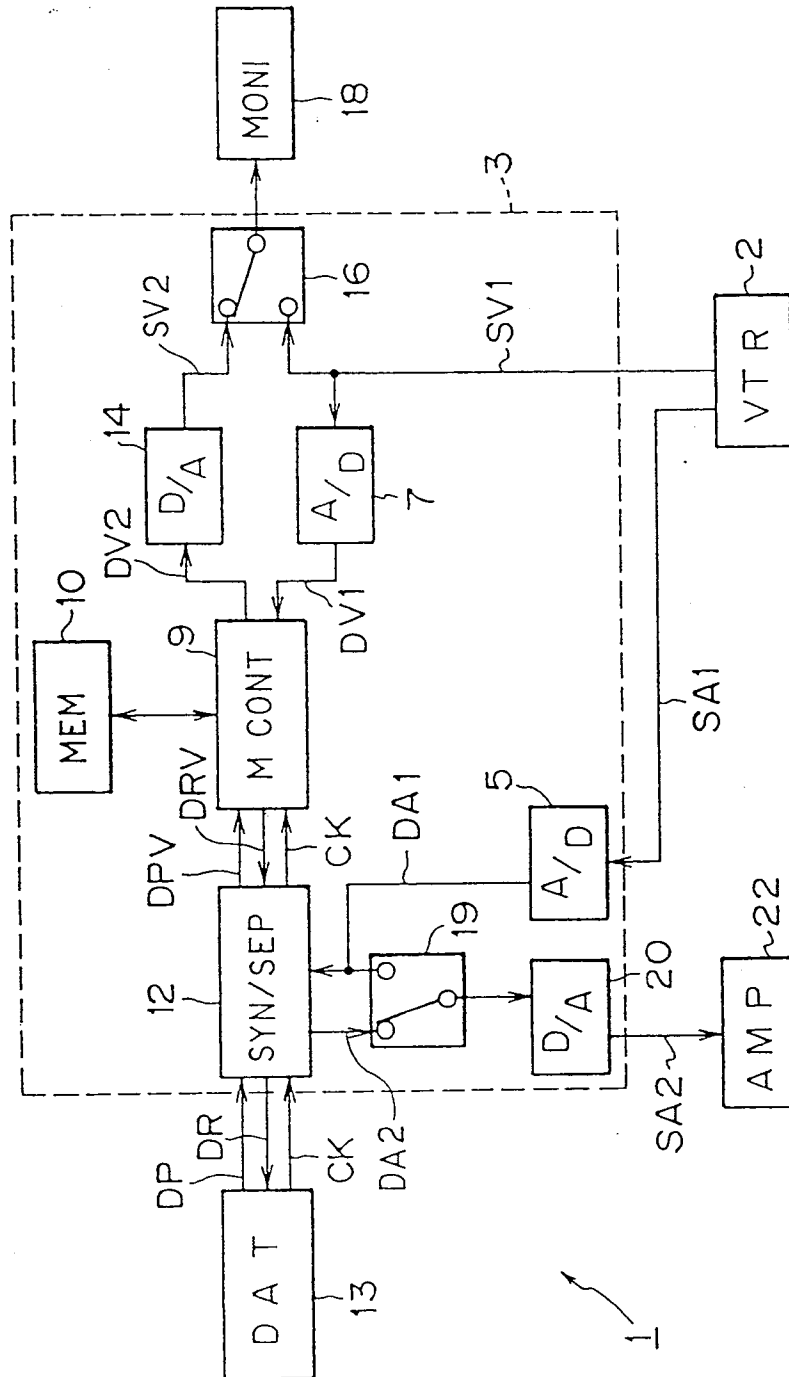 MONI
18
3
16
SV2
SV1
2
VTR
14
D/A
A/D
7
DV2
DV1
10
MEM
9
M CONT
SA1
DPV
DRV
CK
DA1
5
A/D
12
SYN/SEP
19
20
D/A
22
AMP
SA2
DP
DR
CK
DA2
DAT
13
1